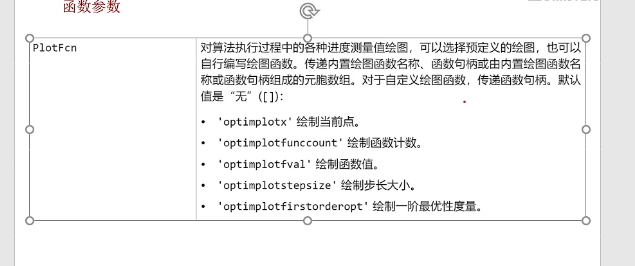 函数参数
PlotFcn
对算法执行过程中的各种进度测量值绘图，可以选择预定义的绘图，也可以
自行编写绘图函数。传递内置绘图函数名称、函数句柄或由内置绘图函数名
称或函数句柄组成的元胞数组。对于自定义绘图函数，传递函数句柄。默认
值是“无”([])：
• 'optimplotx' 绘制当前点。
• 'optimplotfunccount' 绘制函数计数。
• 'optimplotfval' 绘制函数值。
• 'optimplotstepsize' 绘制步长大小。
• 'optimplotfirstorderopt' 绘制一阶最优性度量。